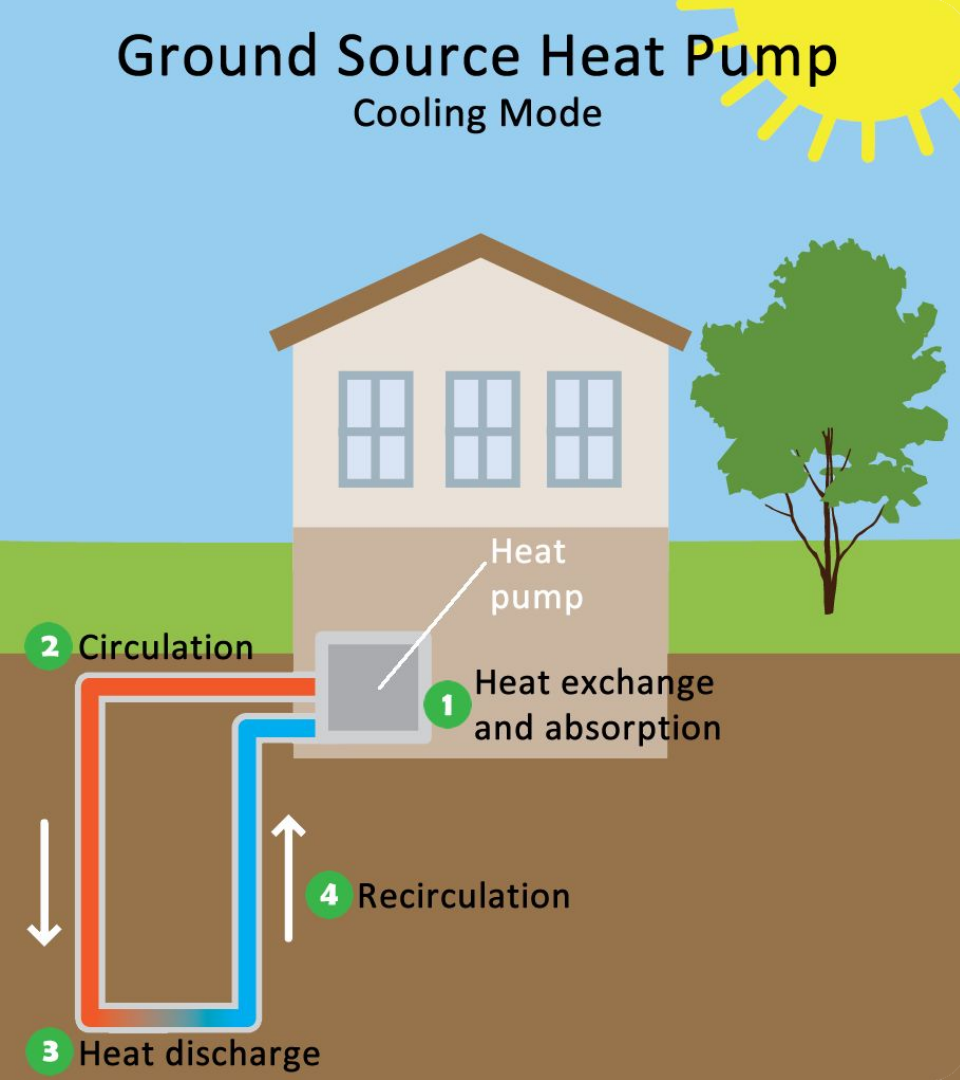 Ground Source Heat Pump
Cooling Mode
Heat
pump
2 Circulation
1 Heat exchange
and absorption
4 Recirculation
3 Heat discharge